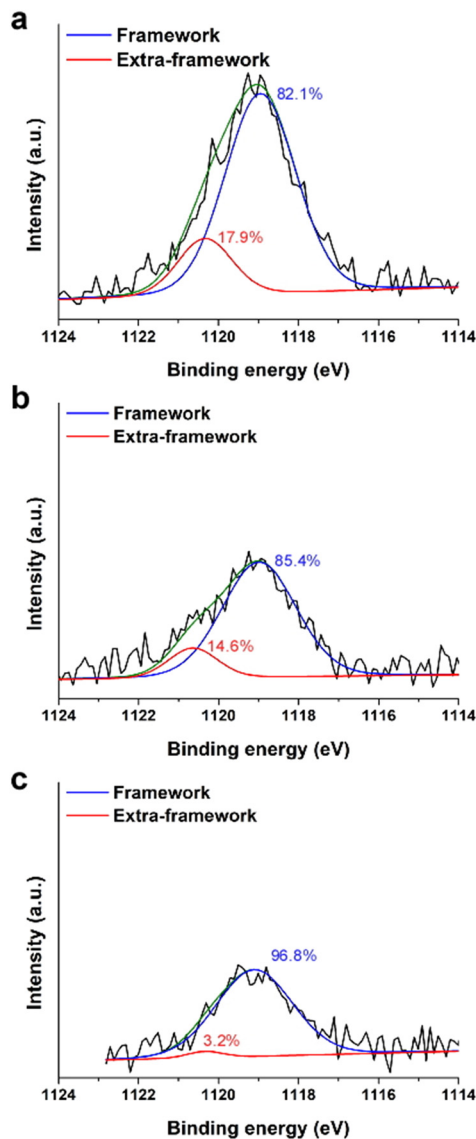 a
Framework
Extra-framework
82.1%
17.9%
Intensity (a.u.)
1124 1122 1120 1118 1116 1114
Binding energy (eV)
b
Framework
Extra-framework
85.4%
14.6%
Intensity (a.u.)
1124 1122 1120 1118 1116 1114
Binding energy (eV)
c
Framework
Extra-framework
96.8%
3.2%
Intensity (a.u.)
1124 1122 1120 1118 1116 1114
Binding energy (eV)